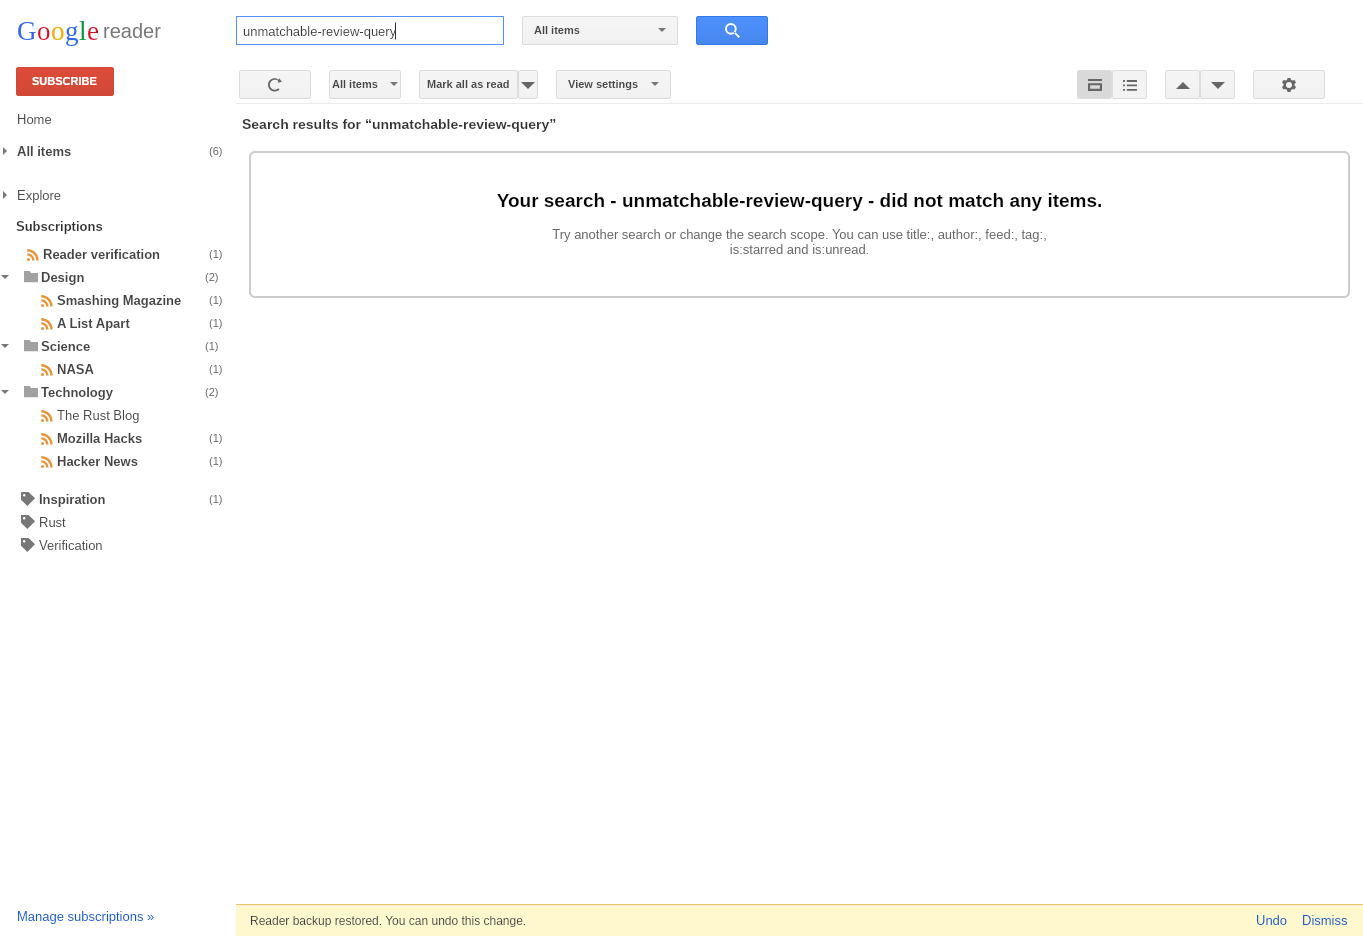 Google reader
unmatchable-review-query
All items
SUBSCRIBE
All items
Mark all as read
View settings
Home
All items (6)
Explore
Subscriptions
Reader verification (1)
Design (2)
Smashing Magazine (1)
A List Apart (1)
Science (1)
NASA (1)
Technology (2)
The Rust Blog
Mozilla Hacks (1)
Hacker News (1)
Inspiration (1)
Rust
Verification
Manage subscriptions »
Search results for “unmatchable-review-query”
Your search - unmatchable-review-query - did not match any items.
Try another search or change the search scope. You can use title:, author:, feed:, tag:,
is:starred and is:unread.
Reader backup restored. You can undo this change.
Undo
Dismiss